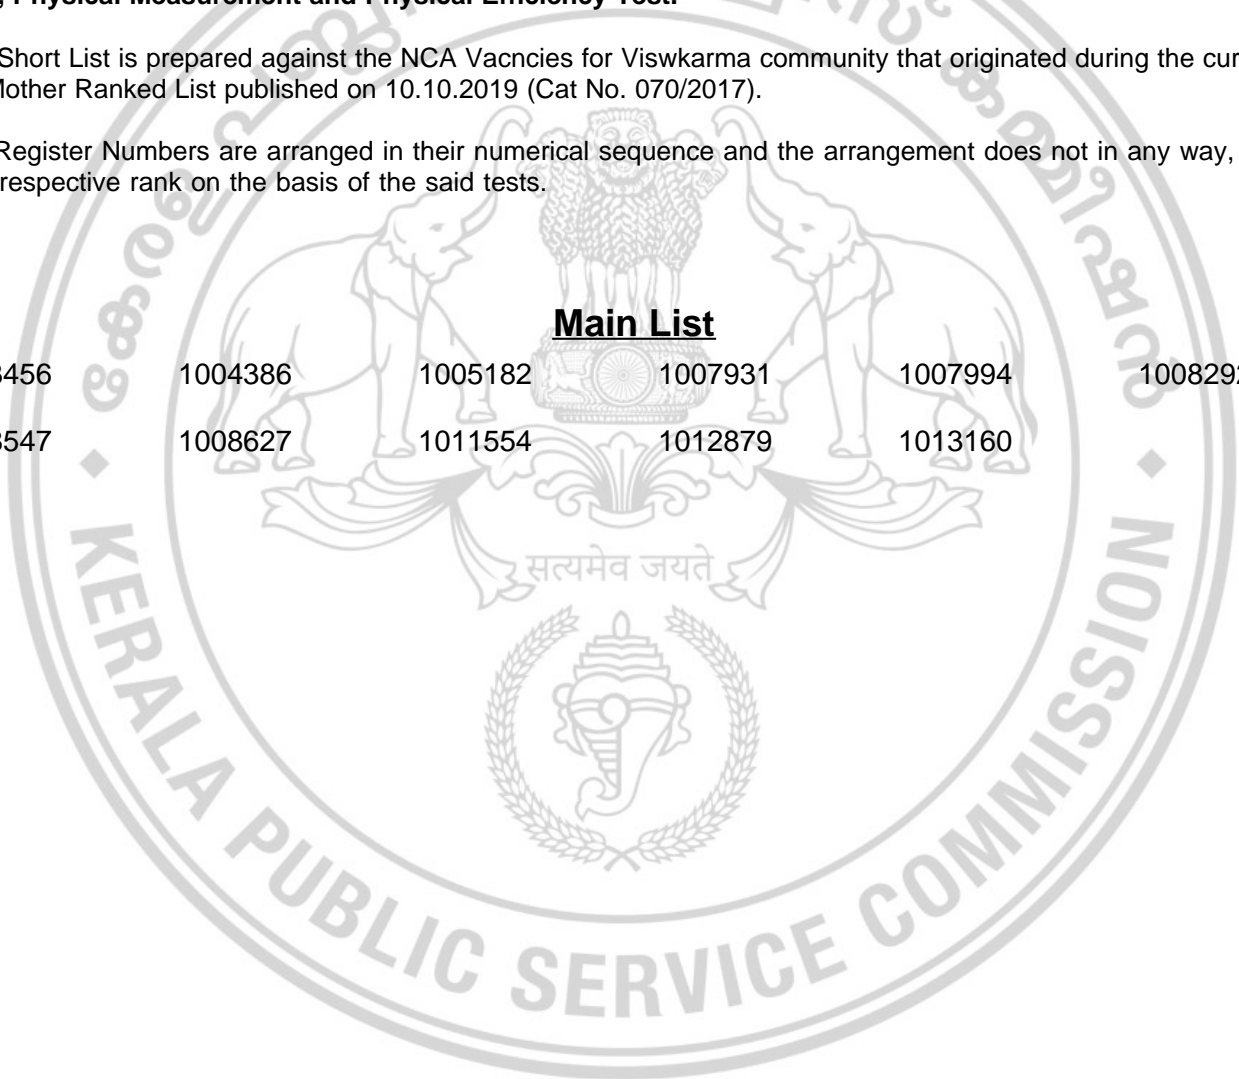 , Physical Measurement and Physical Efficiency Test.
Short List is prepared against the NCA Vacncies for Viswkarma community that originated during the cur
Mother Ranked List published on 10.10.2019 (Cat No. 070/2017).
Register Numbers are arranged in their numerical sequence and the arrangement does not in any way,
respective rank on the basis of the said tests.
Main List
3456 1004386 1005182 1007931 1007994 1008292
3547 1008627 1011554 1012879 1013160
सत्यमेव जयते
KERALA PUBLIC SERVICE COMMISSION